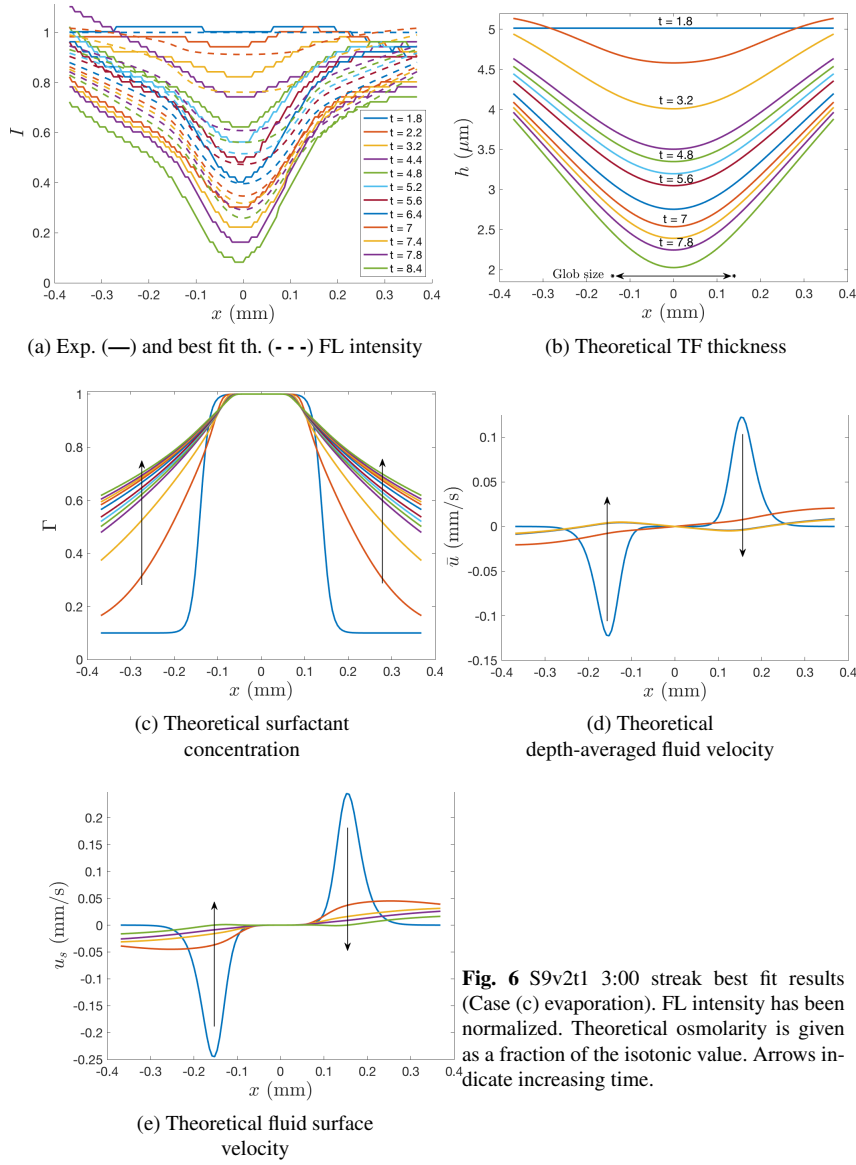 1
0.8
0.6
0.4
0.2
0
I
t = 1.8
t = 2.2
t = 3.2
t = 4.4
t = 4.8
t = 5.2
t = 5.6
t = 6.4
t = 7
t = 7.4
t = 7.8
t = 8.4
-0.4 -0.3 -0.2 -0.1 0 0.1 0.2 0.3 0.4
x (mm)
(a) Exp. (—) and best fit th. (- - -) FL intensity
5
4.5
4
3.5
3
2.5
2
h (μm)
t = 1.8
t = 3.2
t = 4.8
t = 5.6
t = 7
t = 7.8
Glob size
-0.4 -0.3 -0.2 -0.1 0 0.1 0.2 0.3 0.4
x (mm)
(b) Theoretical TF thickness
1
0.8
0.6
0.4
0.2
0
Γ
-0.4 -0.3 -0.2 -0.1 0 0.1 0.2 0.3 0.4
x (mm)
(c) Theoretical surfactant
concentration
0.1
0.05
0
-0.05
-0.1
-0.15
ū (mm/s)
-0.4 -0.3 -0.2 -0.1 0 0.1 0.2 0.3 0.4
x (mm)
(d) Theoretical
depth-averaged fluid velocity
0.2
0.15
0.1
0.05
0
-0.05
-0.1
-0.15
-0.2
-0.25
u_s (mm/s)
-0.4 -0.3 -0.2 -0.1 0 0.1 0.2 0.3 0.4
x (mm)
(e) Theoretical fluid surface
velocity
Fig. 6 S9v2t1 3:00 streak best fit results
(Case (c) evaporation). FL intensity has been
normalized. Theoretical osmolarity is given
as a fraction of the isotonic value. Arrows in-
dicate increasing time.